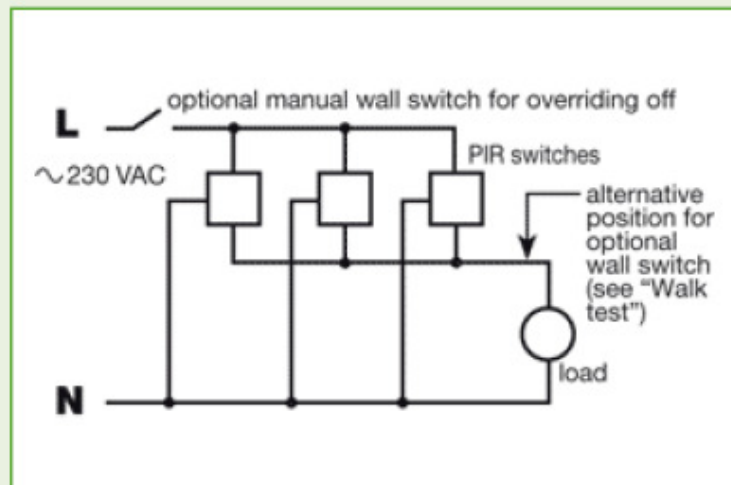 optional manual wall switch for overriding off
L
PIR switches
∿230 VAC
alternative
position for
optional
wall switch
(see “Walk
test”)
load
N